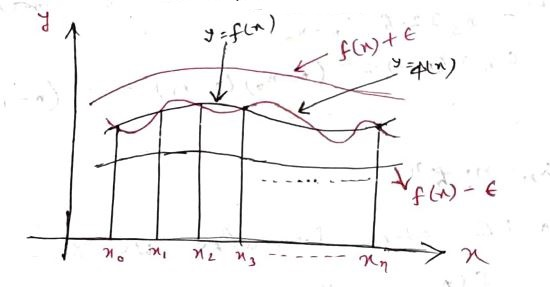 y
y=f(x)
f(x)+ϵ
y=ϕ(x)
f(x)-ϵ
x₀ x₁ x₂ x₃ xₙ x